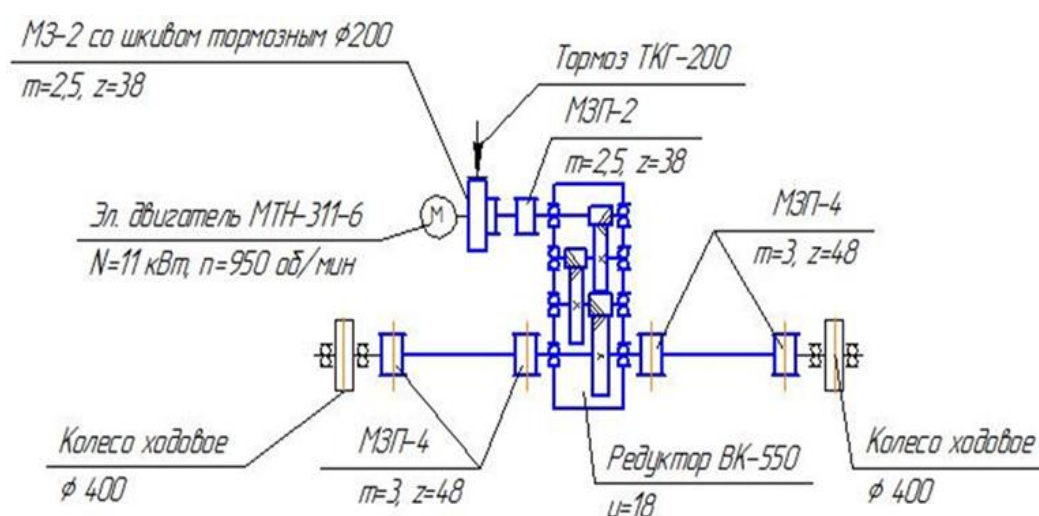 МЗ-2 со шкивом тормозным ϕ200
m=2,5, z=38
Тормоз ТКГ-200
МЗП-2
m=2,5, z=38
Эл. двигатель МТН-311-6
N=11 кВт, n=950 об/мин
M
МЗП-4
m=3, z=48
Колесо ходовое
ϕ 400
МЗП-4
m=3, z=48
Редуктор ВК-550
u=18
Колесо ходовое
ϕ 400